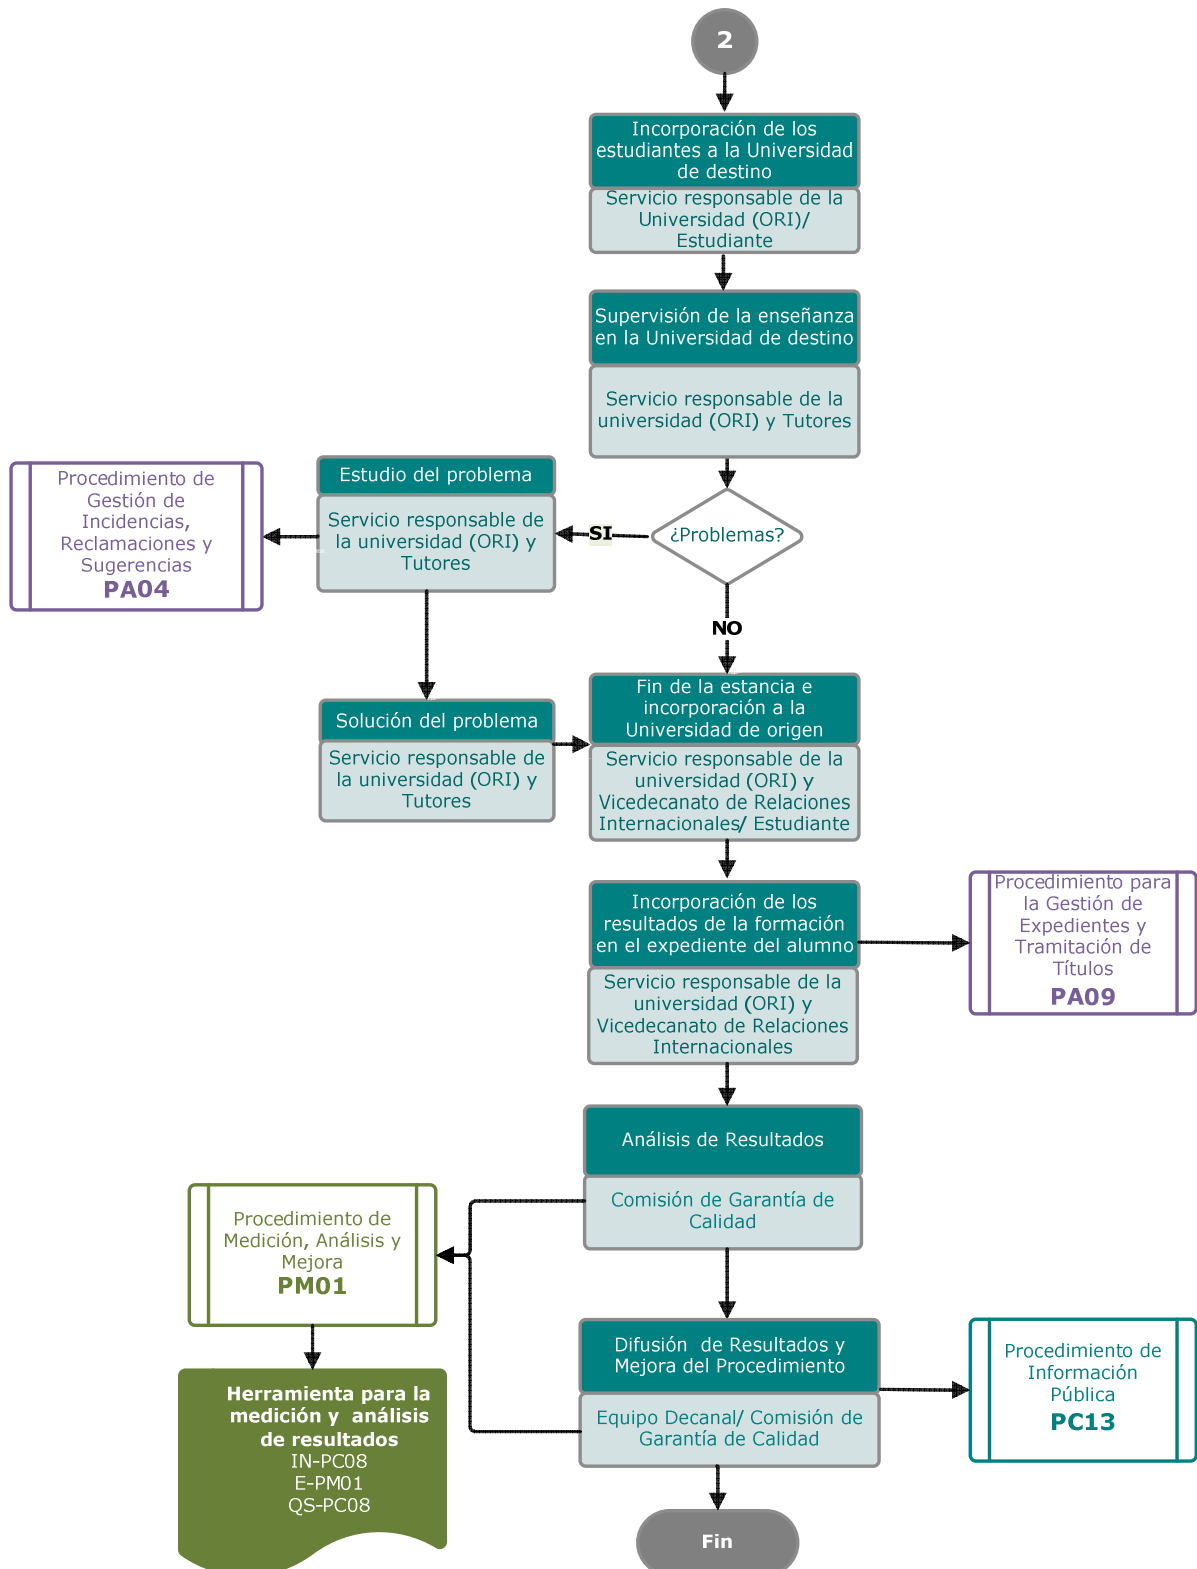 2
Incorporación de los
estudiantes a la Universidad
de destino
Servicio responsable de la
Universidad (ORI)/
Estudiante
Supervisión de la enseñanza
en la Universidad de destino
Servicio responsable de la
universidad (ORI) y Tutores
¿Problemas?
SI
NO
Estudio del problema
Servicio responsable de
la universidad (ORI) y
Tutores
Procedimiento de
Gestión de
Incidencias,
Reclamaciones y
Sugerencias
PA04
Solución del problema
Servicio responsable de
la universidad (ORI) y
Tutores
Fin de la estancia e
incorporación a la
Universidad de origen
Servicio responsable de la
universidad (ORI) y
Vicedecanato de Relaciones
Internacionales/ Estudiante
Incorporación de los
resultados de la formación
en el expediente del alumno
Servicio responsable de la
universidad (ORI) y
Vicedecanato de Relaciones
Internacionales
Procedimiento para
la Gestión de
Expedientes y
Tramitación de
Títulos
PA09
Análisis de Resultados
Comisión de Garantía de
Calidad
Procedimiento de
Medición, Análisis y
Mejora
PM01
Difusión  de Resultados y
Mejora del Procedimiento
Equipo Decanal/ Comisión de
Garantía de Calidad
Procedimiento de
Información
Pública
PC13
Herramienta para la
medición y  análisis
de resultados
IN-PC08
E-PM01
QS-PC08
Fin